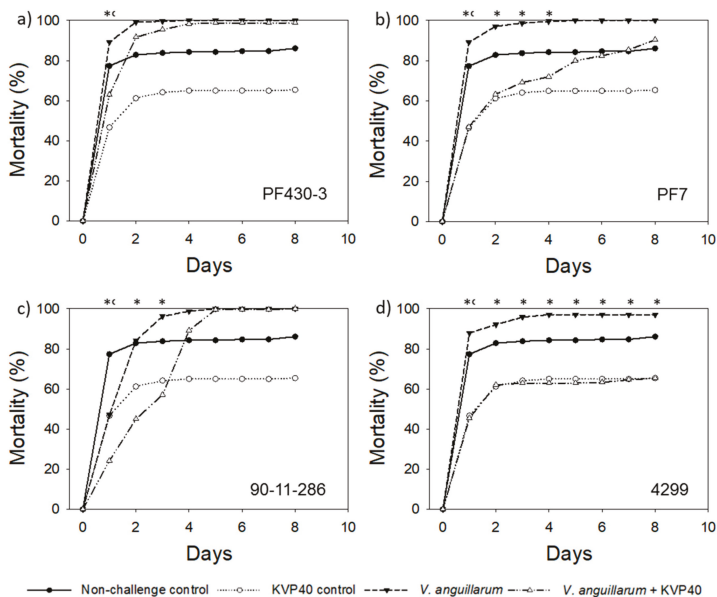 a)
*c
*
100
80
60
40
20
0
Mortality (%)
PF430-3
0 2 4 6 8 10
Days
b)
*c * * *
100
80
60
40
20
0
Mortality (%)
PF7
0 2 4 6 8 10
Days
c)
*c * *
100
80
60
40
20
0
Mortality (%)
90-11-286
0 2 4 6 8 10
Days
d)
*c * * * * * * *
100
80
60
40
20
0
Mortality (%)
4299
0 2 4 6 8 10
Days
Non-challenge control KVP40 control V. anguillarum V. anguillarum + KVP40